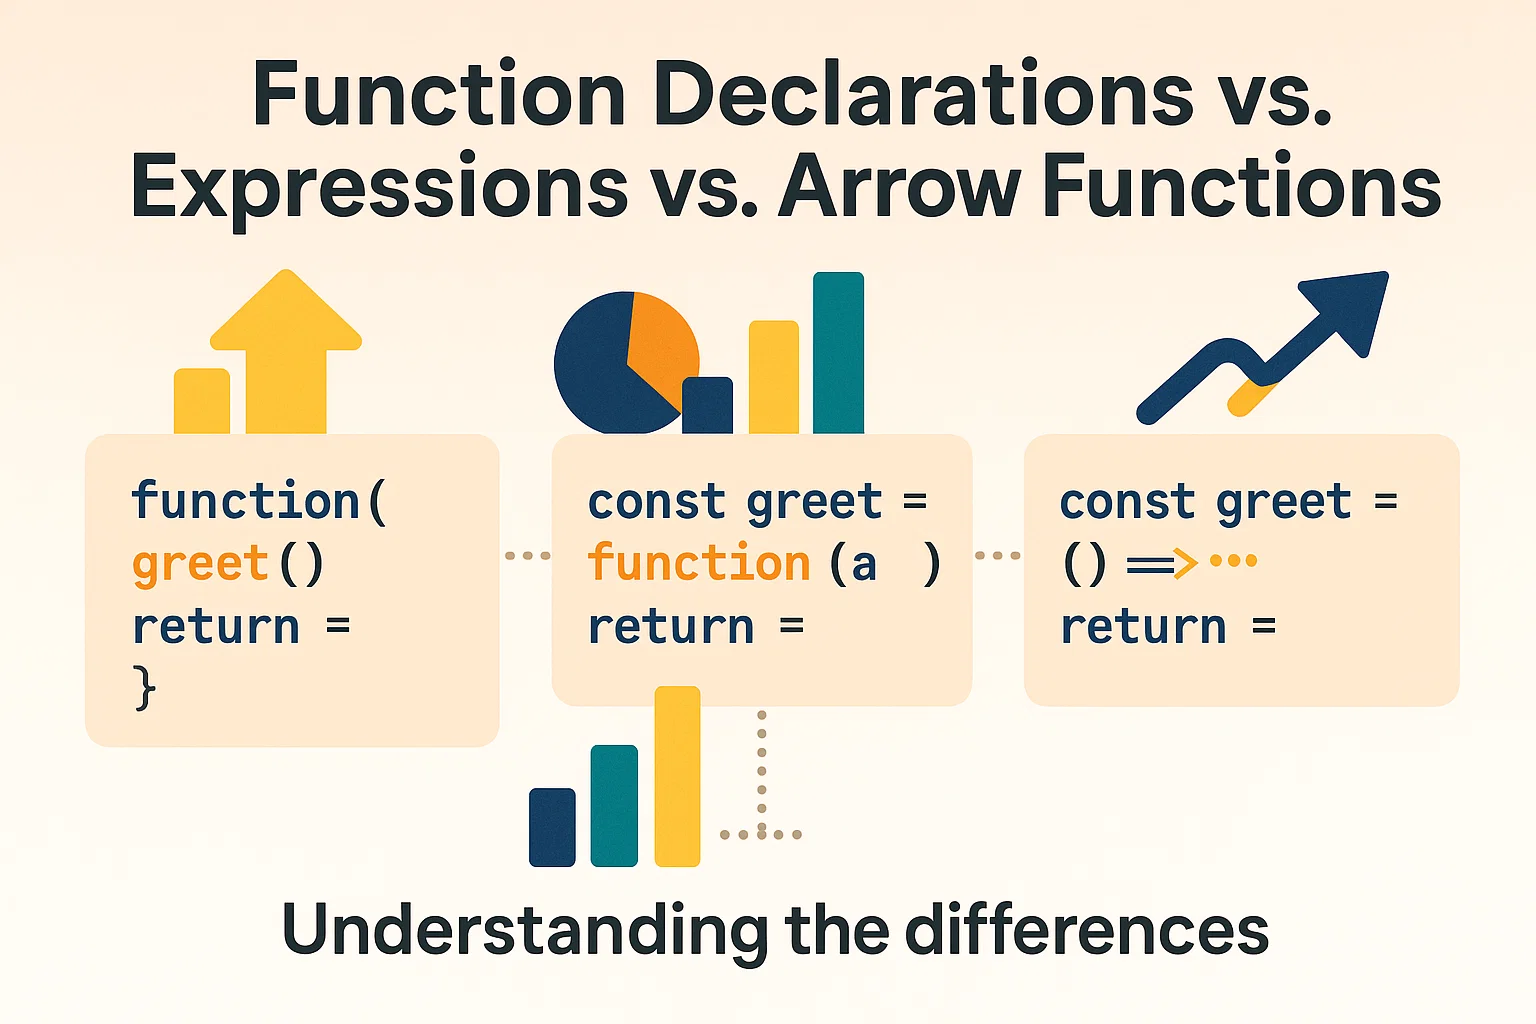 Function Declarations vs.
Expressions vs. Arrow Functions
function(
greet()
return =
}
const greet =
function (a )
return =
const greet =
() => •••
return =
Understanding the differences